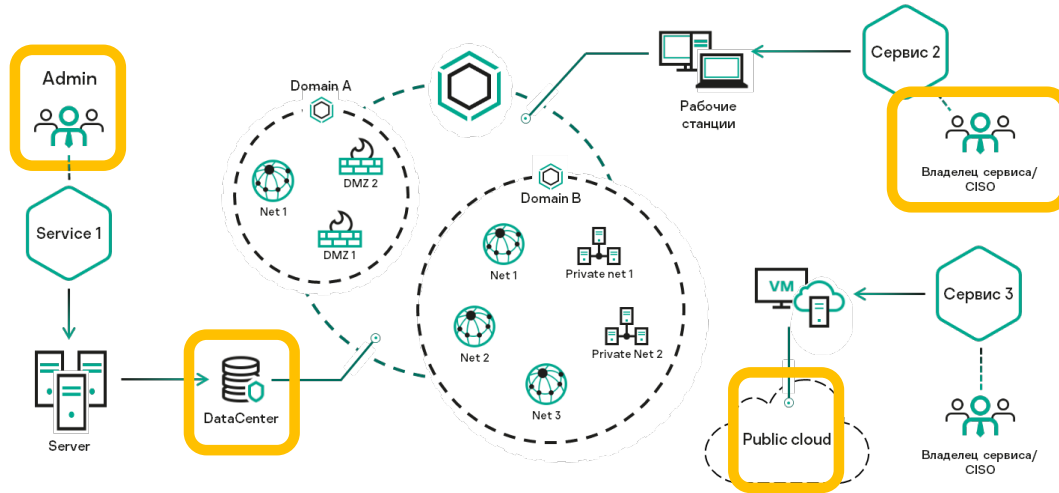 Admin
Service 1
Server
DataCenter
Domain A
Net 1
DMZ 2
DMZ 1
Domain B
Net 1
Private net 1
Net 2
Private Net 2
Net 3
Рабочие
станции
Сервис 2
Владелец сервиса/
CISO
VM
Сервис 3
Public cloud
Владелец сервиса/
CISO